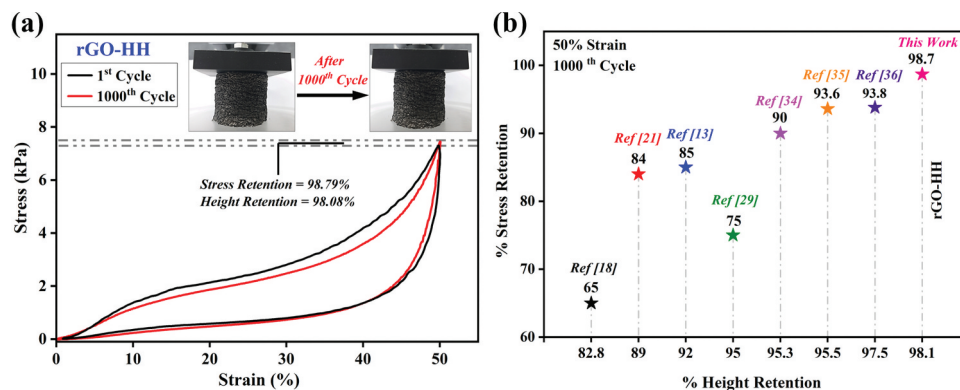 (a)
rGO-HH
1st Cycle
1000th Cycle
After
1000th Cycle
Stress Retention = 98.79%
Height Retention = 98.08%
Stress (kPa)
10
8
6
4
2
0
0 10 20 30 40 50
Strain (%)
(b)
50% Strain
1000 th Cycle
This Work
98.7
Ref [35]
93.6
Ref [36]
93.8
Ref [34]
90
Ref [21]
84
Ref [13]
85
Ref [29]
75
Ref [18]
65
rGO-HH
% Stress Retention
100
90
80
70
60
82.8 89 92 95 95.3 95.5 97.5 98.1
% Height Retention